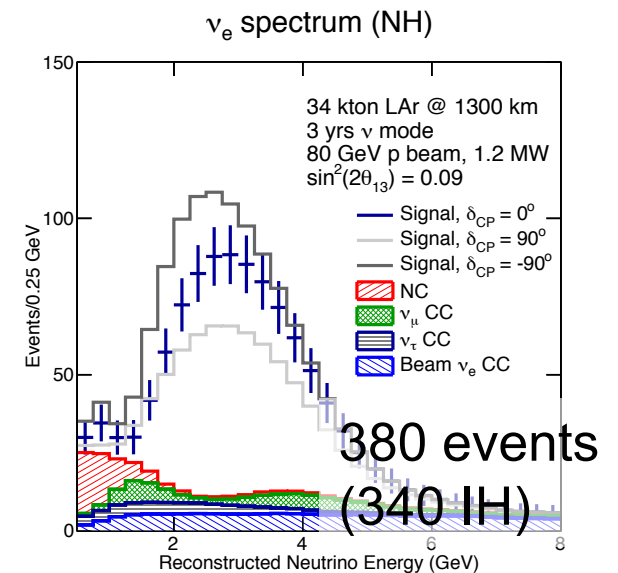 νe spectrum (NH)
150
34 kton LAr @ 1300 km
3 yrs ν mode
80 GeV p beam, 1.2 MW
sin²(2θ₁₃) = 0.09
100
Signal, δCP = 0°
Signal, δCP = 90°
Signal, δCP = -90°
NC
νμ CC
ντ CC
Beam νe CC
Events/0.25 GeV
50
380 events
(340 IH)
0
2 4 6 8
Reconstructed Neutrino Energy (GeV)